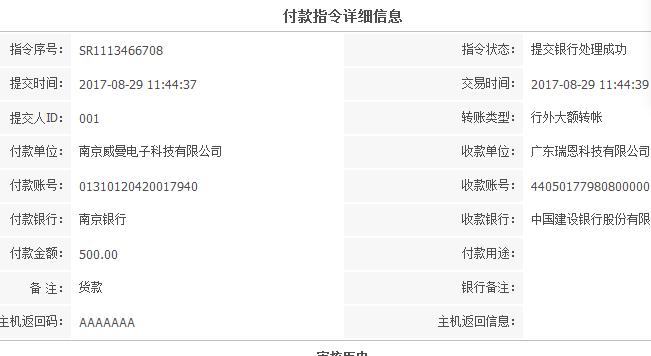 付款指令详细信息
指令序号： SR1113466708 指令状态： 提交银行处理成功
提交时间： 2017-08-29 11:44:37 交易时间： 2017-08-29 11:44:39
提交人ID： 001 转账类型： 行外大额转帐
付款单位： 南京威曼电子科技有限公司 收款单位： 广东瑞恩科技有限公司
付款账号： 01310120420017940 收款账号： 44050177980800000
付款银行： 南京银行 收款银行： 中国建设银行股份有限
付款金额： 500.00 付款用途：
备 注： 货款 银行备注：
主机返回码： AAAAAAA 主机返回信息：